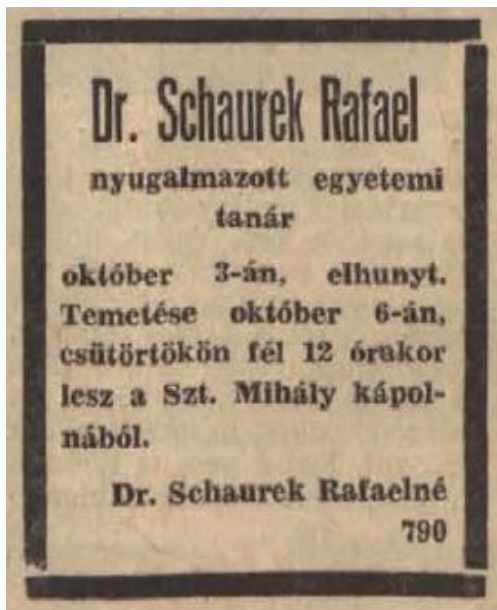 Dr. Schaurek Rafael
nyugalmazott egyetemi
tanár
október 3-án, elhunyt.
Temetése október 6-án,
csütörtökön fél 12 órakor
lesz a Szt. Mihály kápol-
nából.
Dr. Schaurek Rafaelné
790